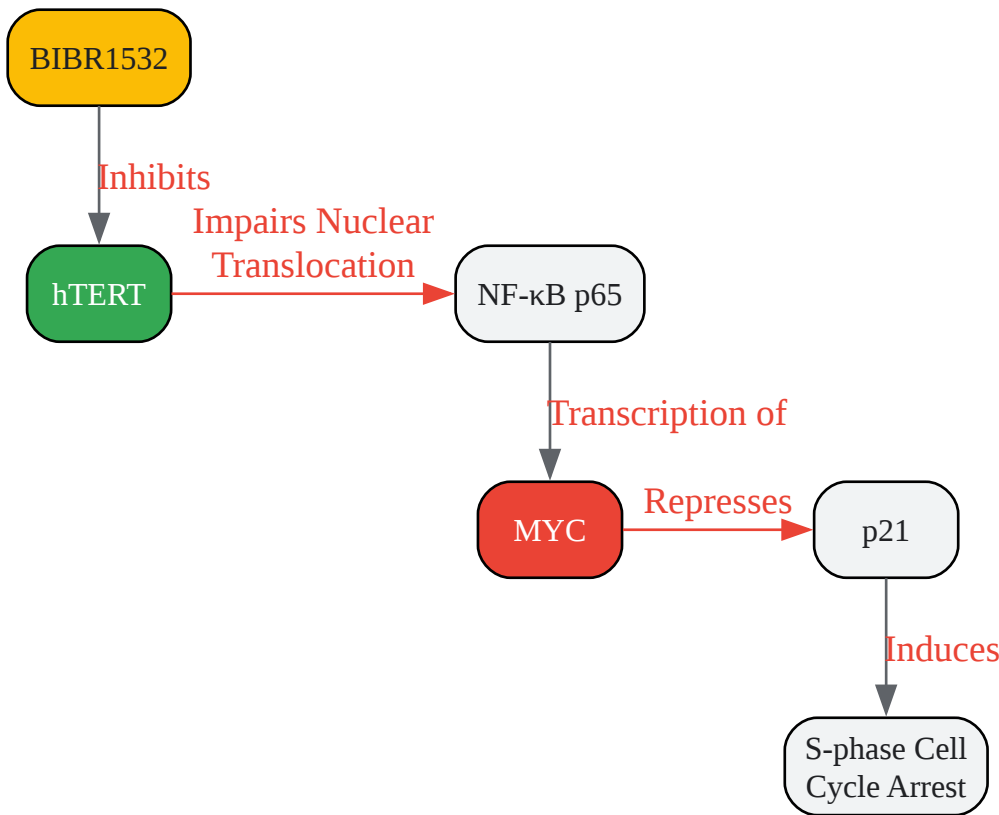 BIBR1532
Inhibits
Impairs Nuclear
Translocation
hTERT
NF-κB p65
Transcription of
MYC
Represses
p21
Induces
S-phase Cell
Cycle Arrest